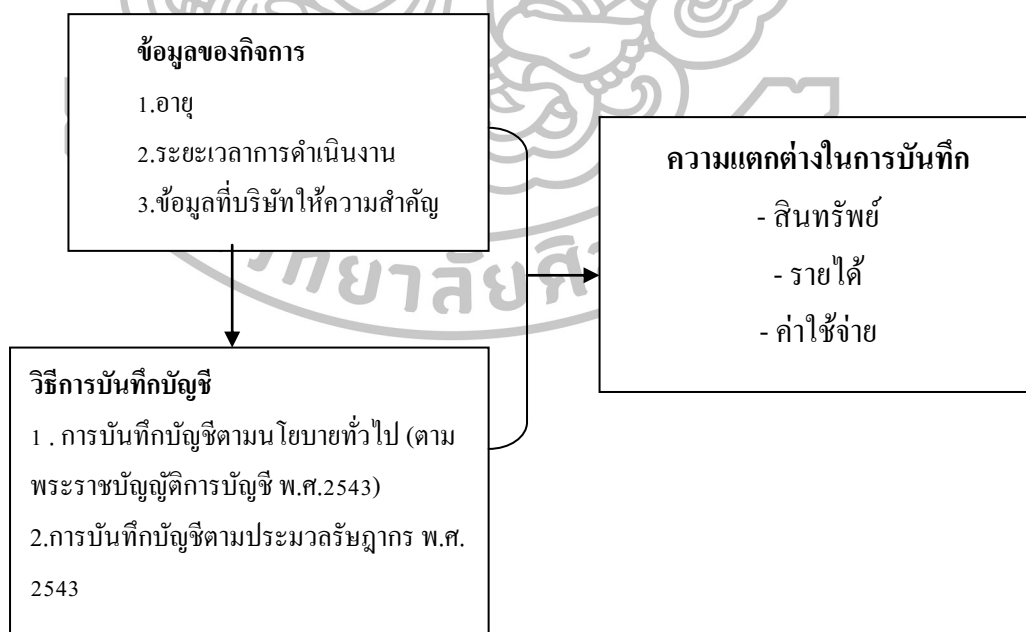 ข้อมูลของกิจการ
1.อายุ
2.ระยะเวลาการดำเนินงาน
3.ข้อมูลที่บริษัทให้ความสำคัญ
ความแตกต่างในการบันทึก
- สินทรัพย์
- รายได้
- ค่าใช้จ่าย
วิธีการบันทึกบัญชี
1 . การบันทึกบัญชีตามนโยบายทั่วไป (ตาม
พระราชบัญญัติการบัญชี พ.ศ.2543)
2.การบันทึกบัญชีตามประมวลรัษฎากร พ.ศ.
2543